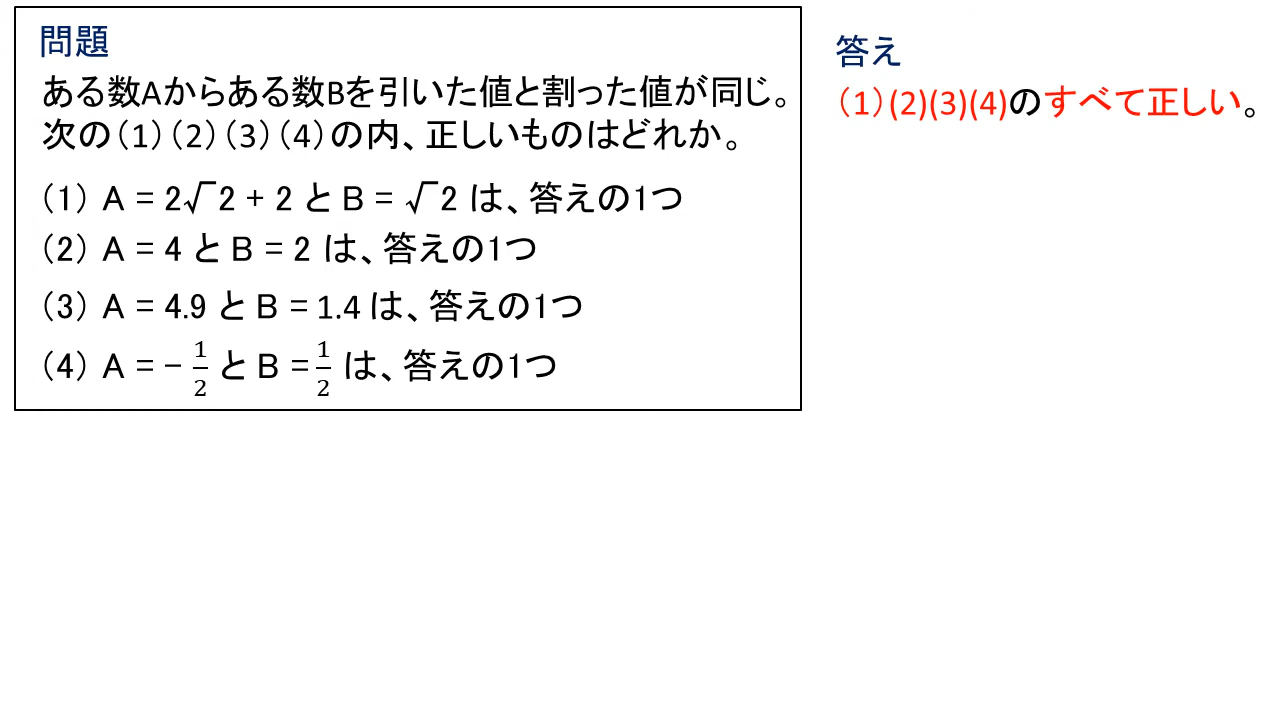 問題
ある数Aからある数Bを引いた値と割った値が同じ。
次の（1）（2）（3）（4）の内、正しいものはどれか。
（1） A = 2√2 + 2 と B = √2 は、答えの1つ
（2） A = 4 と B = 2 は、答えの1つ
（3） A = 4.9 と B = 1.4 は、答えの1つ
（4） A = − 1/2 と B = 1/2 は、答えの1つ
答え
（1）(2)(3)(4)のすべて正しい。